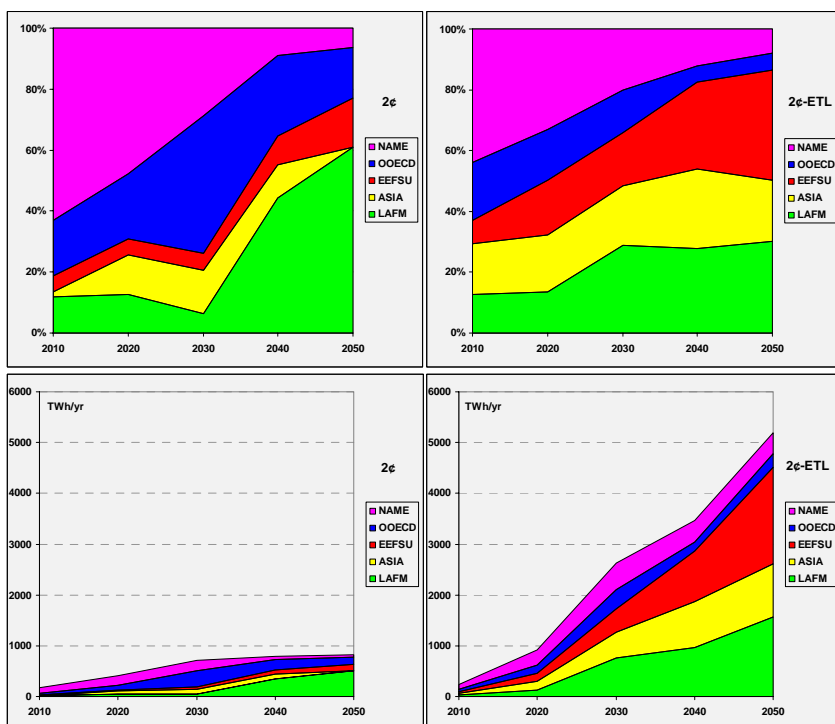 100%
80%
60%
40%
20%
0%
2010 2020 2030 2040 2050
2¢
NAME
OOECD
EEFSU
ASIA
LAFM
100%
80%
60%
40%
20%
0%
2010 2020 2030 2040 2050
2¢-ETL
NAME
OOECD
EEFSU
ASIA
LAFM
6000
5000
4000
3000
2000
1000
0
TWh/yr
2010 2020 2030 2040 2050
2¢
NAME
OOECD
EEFSU
ASIA
LAFM
6000
5000
4000
3000
2000
1000
0
TWh/yr
2010 2020 2030 2040 2050
2¢-ETL
NAME
OOECD
EEFSU
ASIA
LAFM